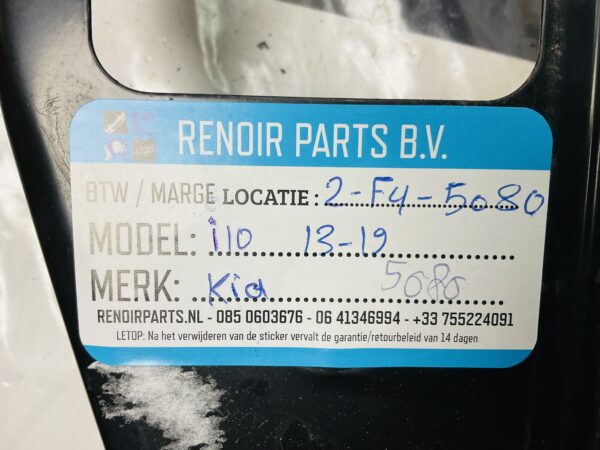 RENOIR PARTS B.V.
BTW / MARGE LOCATIE : 2-F4-5080
MODEL: i10 13-19
MERK: Kia 5080
RENOIRPARTS.NL - 085 0603676 - 06 41346994 - +33 755224091
LETOP: Na het verwijderen van de sticker vervalt de garantie/retourbeleid van 14 dagen